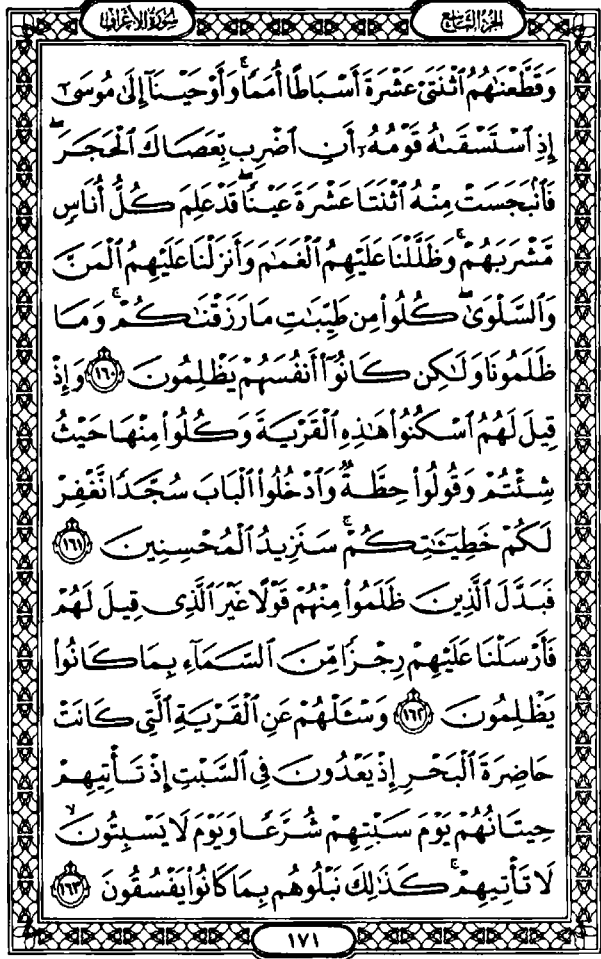 الجزء التاسع
سورة الأعراف
وَقَطَّعْنَٰهُمُ ٱثْنَتَىْ عَشْرَةَ أَسْبَاطًا أُمَمًا ۚ وَأَوْحَيْنَآ إِلَىٰ مُوسَىٰٓ
إِذِ ٱسْتَسْقَىٰهُ قَوْمُهُۥٓ أَنِ ٱضْرِب بِّعَصَاكَ ٱلْحَجَرَ ۖ
فَٱنۢبَجَسَتْ مِنْهُ ٱثْنَتَا عَشْرَةَ عَيْنًا ۖ قَدْ عَلِمَ كُلُّ أُنَاسٍ
مَّشْرَبَهُمْ ۚ وَظَلَّلْنَا عَلَيْهِمُ ٱلْغَمَٰمَ وَأَنزَلْنَا عَلَيْهِمُ ٱلْمَنَّ
وَٱلسَّلْوَىٰ ۖ كُلُوا۟ مِن طَيِّبَٰتِ مَا رَزَقْنَٰكُمْ ۚ وَمَا
ظَلَمُونَا وَلَٰكِن كَانُوٓا۟ أَنفُسَهُمْ يَظْلِمُونَ ١٦٠ وَإِذْ
قِيلَ لَهُمُ ٱسْكُنُوا۟ هَٰذِهِ ٱلْقَرْيَةَ وَكُلُوا۟ مِنْهَا حَيْثُ
شِئْتُمْ وَقُولُوا۟ حِطَّةٌ وَٱدْخُلُوا۟ ٱلْبَابَ سُجَّدًا نَّغْفِرْ
لَكُمْ خَطِيٓـَٰٔتِكُمْ ۚ سَنَزِيدُ ٱلْمُحْسِنِينَ ١٦١
فَبَدَّلَ ٱلَّذِينَ ظَلَمُوا۟ مِنْهُمْ قَوْلًا غَيْرَ ٱلَّذِى قِيلَ لَهُمْ
فَأَرْسَلْنَا عَلَيْهِمْ رِجْزًا مِّنَ ٱلسَّمَآءِ بِمَا كَانُوا۟
يَظْلِمُونَ ١٦٢ وَسْـَٔلْهُمْ عَنِ ٱلْقَرْيَةِ ٱلَّتِى كَانَتْ
حَاضِرَةَ ٱلْبَحْرِ إِذْ يَعْدُونَ فِى ٱلسَّبْتِ إِذْ تَأْتِيهِمْ
حِيتَانُهُمْ يَوْمَ سَبْتِهِمْ شُرَّعًا وَيَوْمَ لَا يَسْبِتُونَ ۙ
لَا تَأْتِيهِمْ ۚ كَذَٰلِكَ نَبْلُوهُم بِمَا كَانُوا۟ يَفْسُقُونَ ١٦٣
١٧١